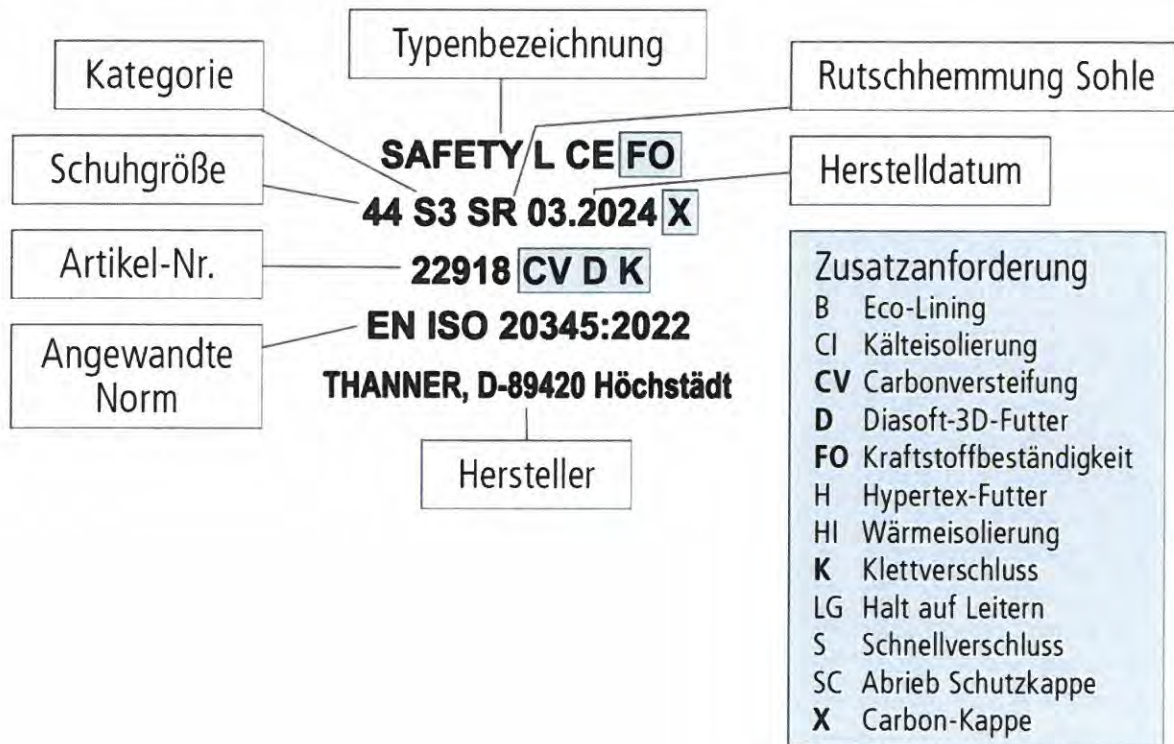 Typenbezeichnung
Kategorie
Rutschhemmung Sohle
SAFETY L CE FO
Schuhgröße
Herstelldatum
44 S3 SR 03.2024 X
Artikel-Nr.
22918 CV D K
EN ISO 20345:2022
Angewandte
Norm
THANNER, D-89420 Höchstädt
Hersteller
Zusatzanforderung
B Eco-Lining
CI Kälteisolierung
CV Carbonversteifung
D Diasoft-3D-Futter
FO Kraftstoffbeständigkeit
H Hypertex-Futter
HI Wärmeisolierung
K Klettverschluss
LG Halt auf Leitern
S Schnellverschluss
SC Abrieb Schutzkappe
X Carbon-Kappe